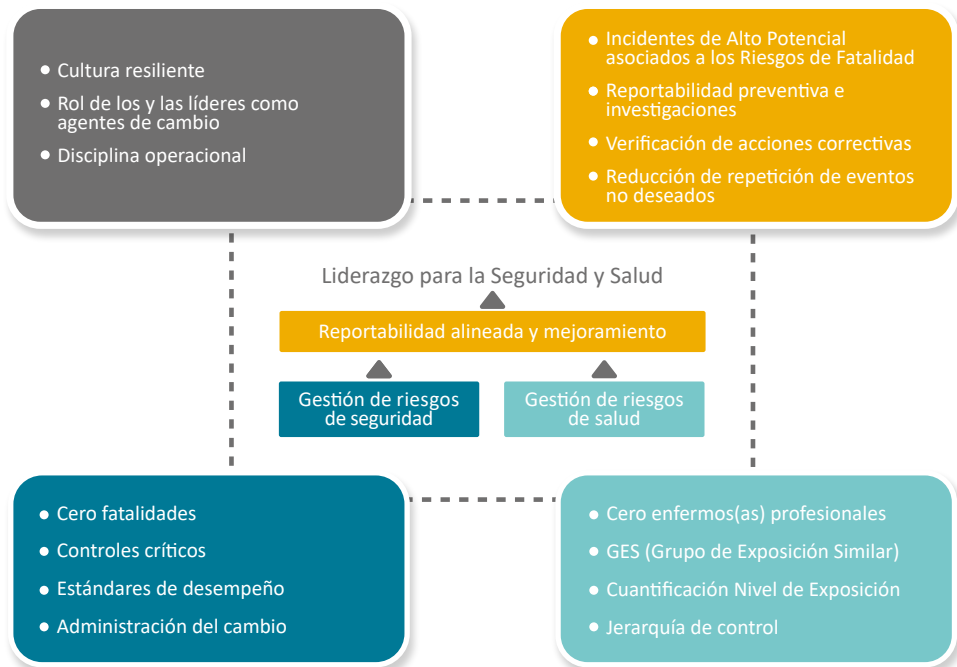 Cultura resiliente
Rol de los y las líderes como
agentes de cambio
Disciplina operacional
Incidentes de Alto Potencial
asociados a los Riesgos de Fatalidad
Reportabilidad preventiva e
investigaciones
Verificación de acciones correctivas
Reducción de repetición de eventos
no deseados
Liderazgo para la Seguridad y Salud
Reportabilidad alineada y mejoramiento
Gestión de riesgos
de seguridad
Gestión de riesgos
de salud
Cero fatalidades
Controles críticos
Estándares de desempeño
Administración del cambio
Cero enfermos(as) profesionales
GES (Grupo de Exposición Similar)
Cuantificación Nivel de Exposición
Jerarquía de control